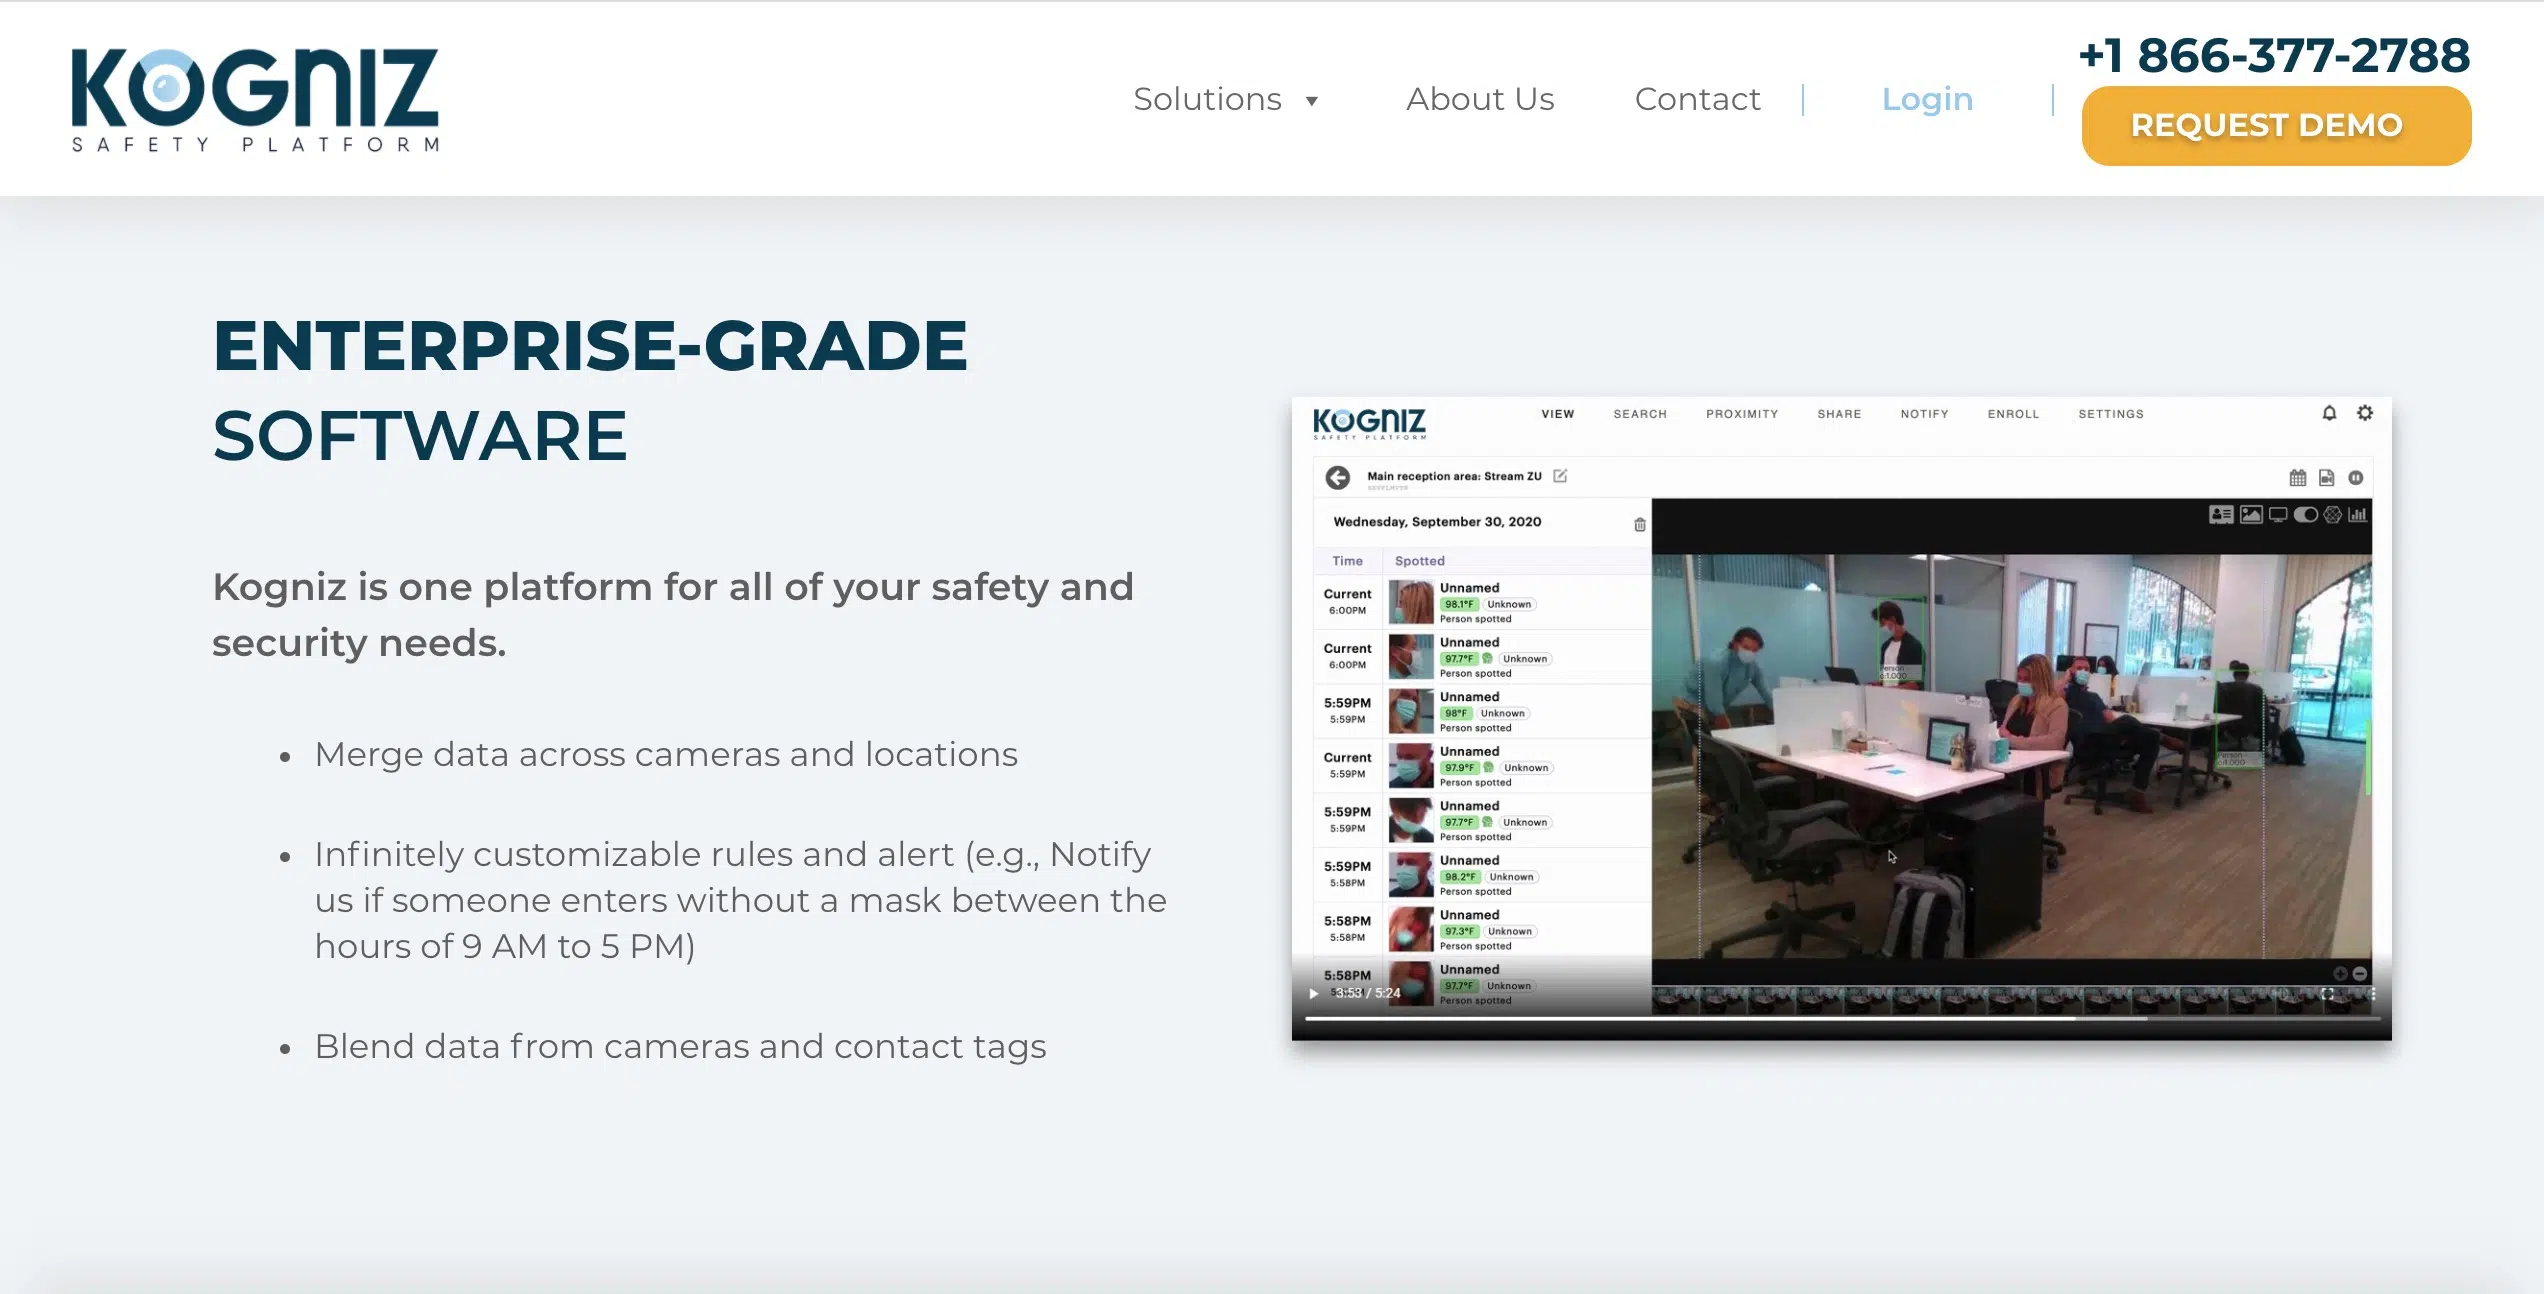 KOGNIZ
SAFETY PLATFORM
Solutions
About Us
Contact
Login
+1 866-377-2788
REQUEST DEMO
ENTERPRISE-GRADE
SOFTWARE
Kogniz is one platform for all of your safety and
security needs.
• Merge data across cameras and locations
• Infinitely customizable rules and alert (e.g., Notify
us if someone enters without a mask between the
hours of 9 AM to 5 PM)
• Blend data from cameras and contact tags
KOGNIZ
SAFETY PLATFORM
VIEW SEARCH PROXIMITY SHARE NOTIFY ENROLL SETTINGS
Main reception area: Stream ZU
Wednesday, September 30, 2020
Time Spotted
Current
6:00PM
Unnamed
98.1°F Unknown
Person spotted
Current
6:00PM
Unnamed
97.7°F Unknown
Person spotted
5:59PM
5:59PM
Unnamed
98°F Unknown
Person spotted
Current
5:59PM
Unnamed
97.9°F Unknown
Person spotted
5:59PM
5:59PM
Unnamed
97.7°F Unknown
Person spotted
5:59PM
5:58PM
Unnamed
98.2°F Unknown
Person spotted
5:58PM
5:58PM
Unnamed
97.3°F Unknown
Person spotted
5:58PM
Unnamed
97.7°F Unknown
Person spotted
3:53 / 5:24
Person
c:1.000
Person
c:1.000